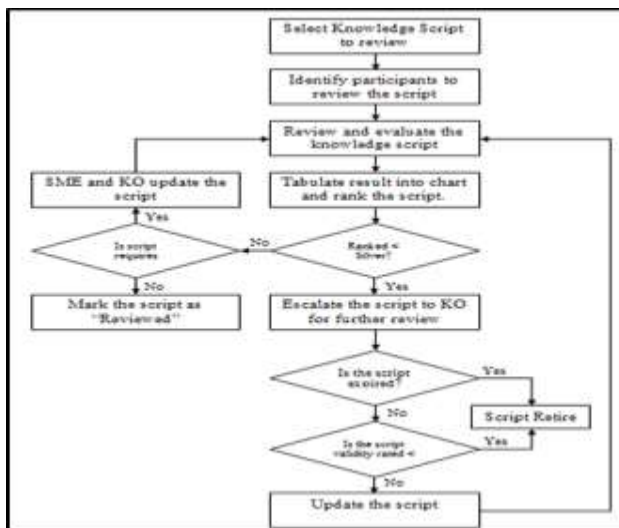 Select Knowledge Script
to review
Identify participants to
review the script
Review and evaluate the
knowledge script
SME and KO update the
script
Tabulate result into chart
and rank the script.
Yes
Is script
requires
No
Ranked <
Silver?
No
Yes
Mark the script as
"Reviewed"
Escalate the script to KO
for further review
Is the script
expired?
Yes
No
Script Retire
Is the script
validity rated <
Yes
No
Update the script